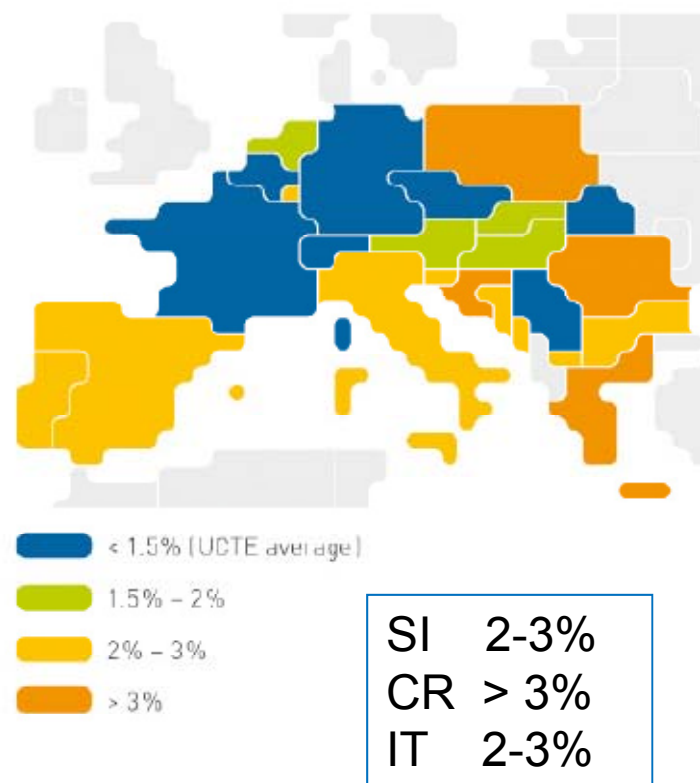 < 1.5% (UCTE average)
1.5% – 2%
2% – 3%
> 3%
SI 2-3%
CR > 3%
IT 2-3%